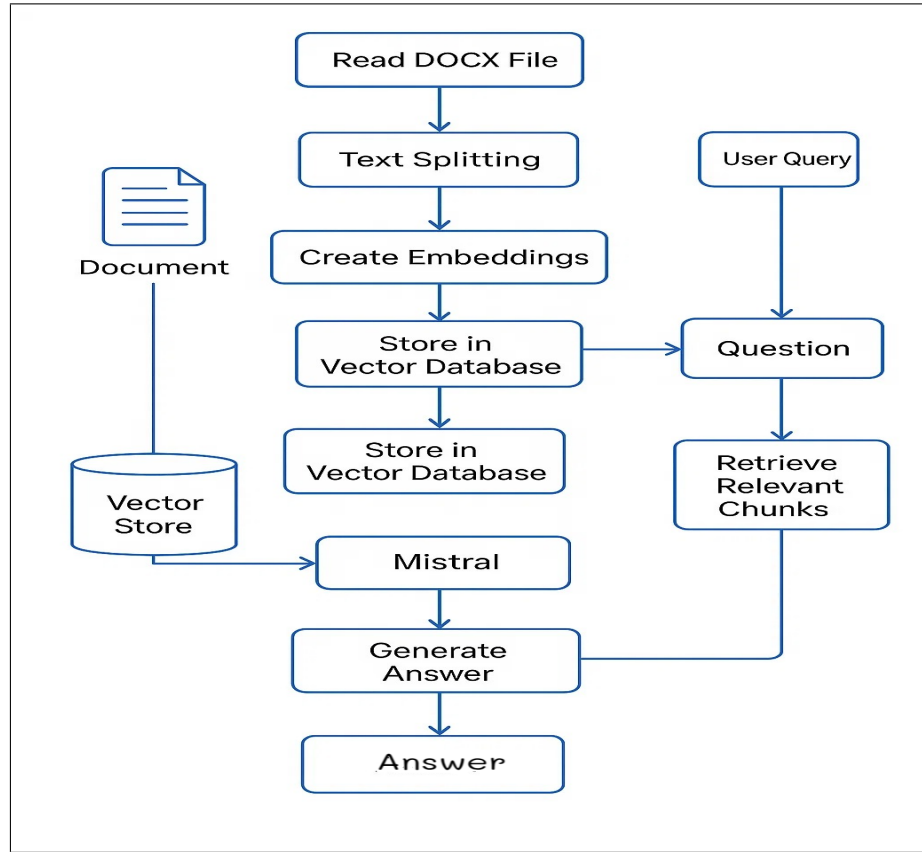 Read DOCX File
Text Splitting
User Query
Document
Create Embeddings
Store in
Vector Database
Question
Store in
Vector Database
Retrieve
Relevant
Chunks
Vector
Store
Mistral
Generate
Answer
Answer